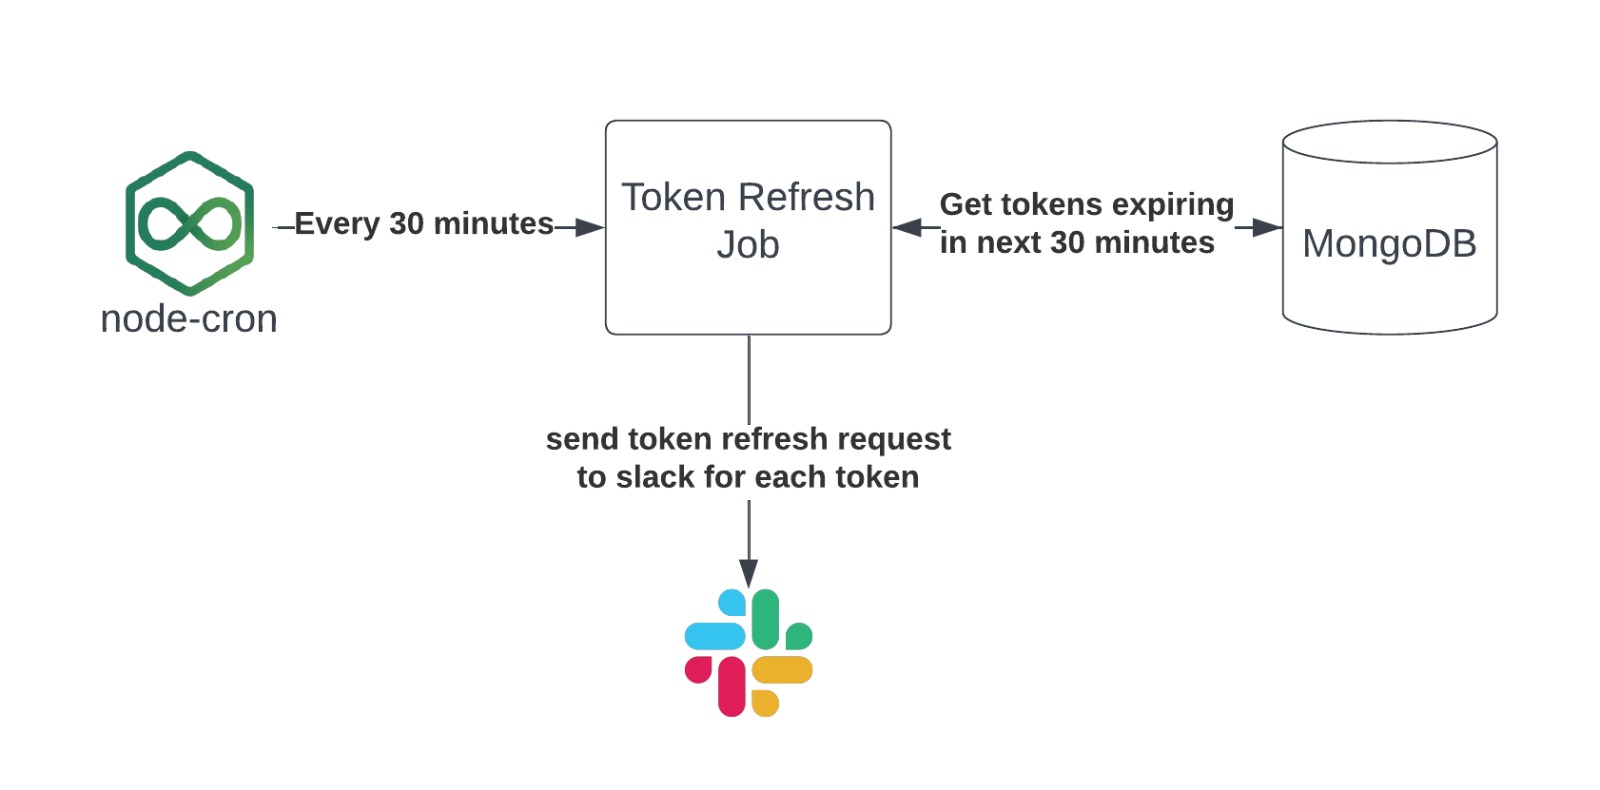 node-cron
Every 30 minutes
Token Refresh
Job
Get tokens expiring
in next 30 minutes
MongoDB
send token refresh request
to slack for each token